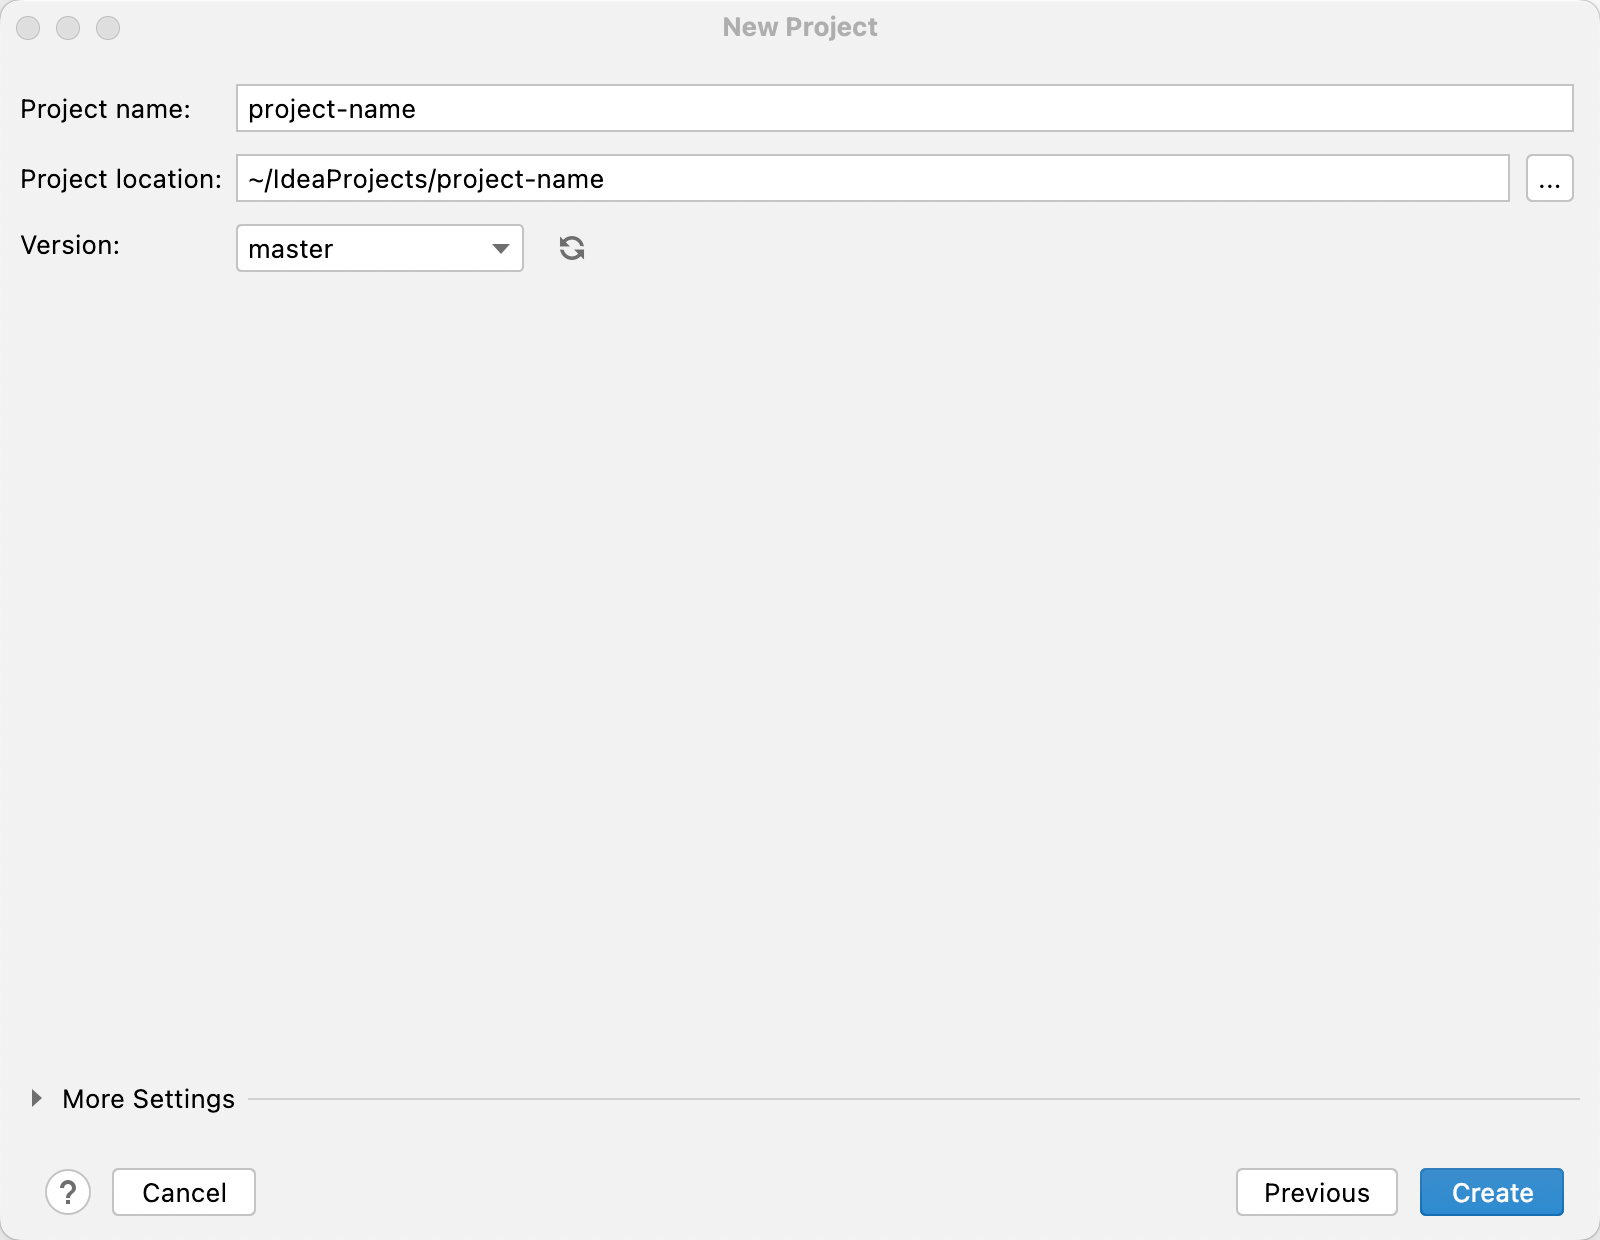 New Project
Project name: project-name
Project location: ~/IdeaProjects/project-name ...
Version: master
More Settings
? Cancel Previous Create